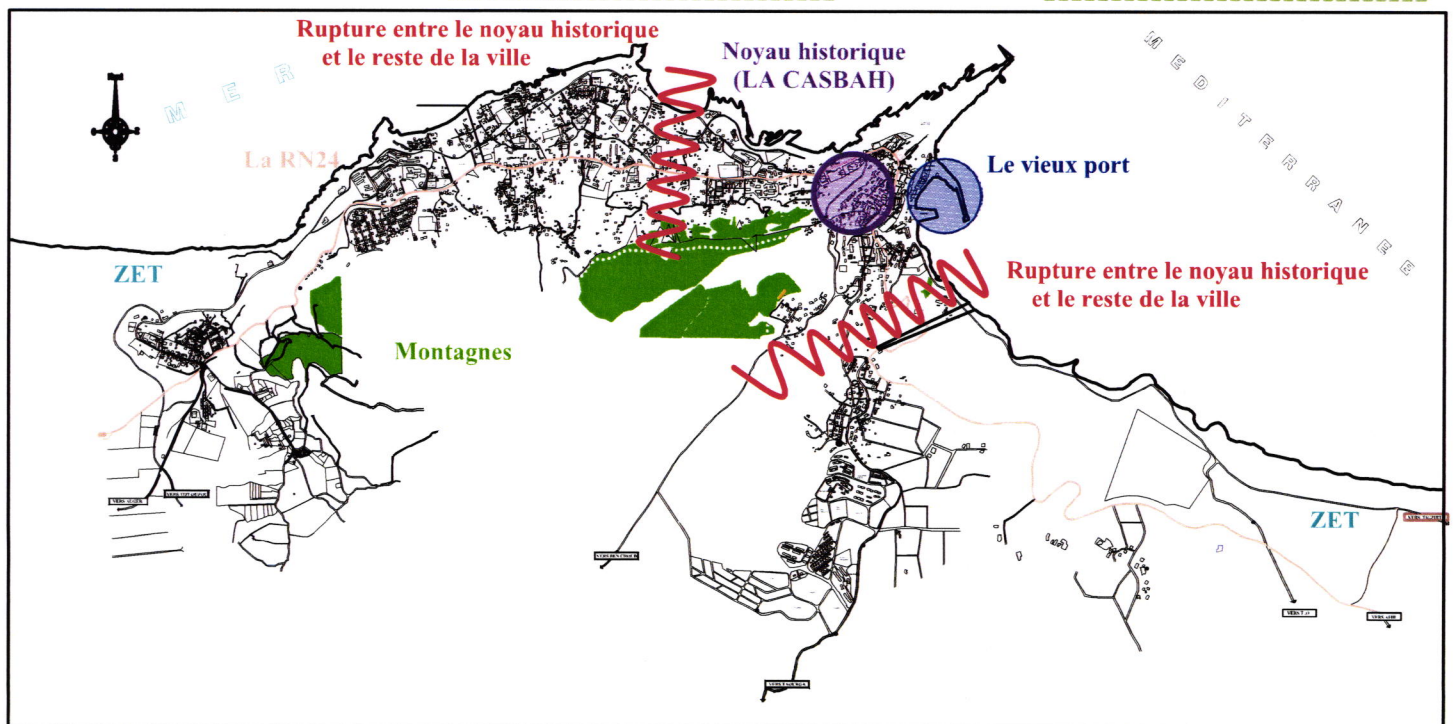 Rupture entre le noyau historique
et le reste de la ville
Noyau historique
(LA CASBAH)
MER
MEDITERRANEE
La RN24
Le vieux port
ZET
Rupture entre le noyau historique
et le reste de la ville
Montagnes
ZET